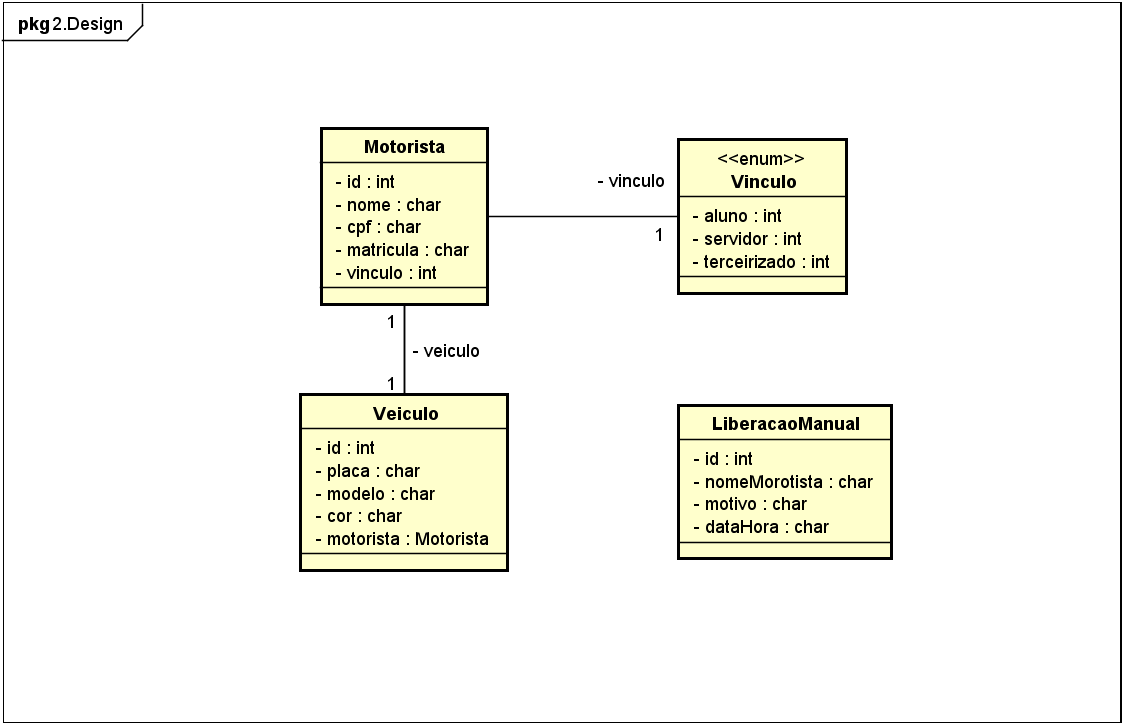 pkg 2.Design
Motorista
- id : int
- nome : char
- cpf : char
- matricula : char
- vinculo : int
- vinculo
1
<<enum>>
Vinculo
- aluno : int
- servidor : int
- terceirizado : int
1
- veiculo
1
Veiculo
- id : int
- placa : char
- modelo : char
- cor : char
- motorista : Motorista
LiberacaoManual
- id : int
- nomeMorotista : char
- motivo : char
- dataHora : char